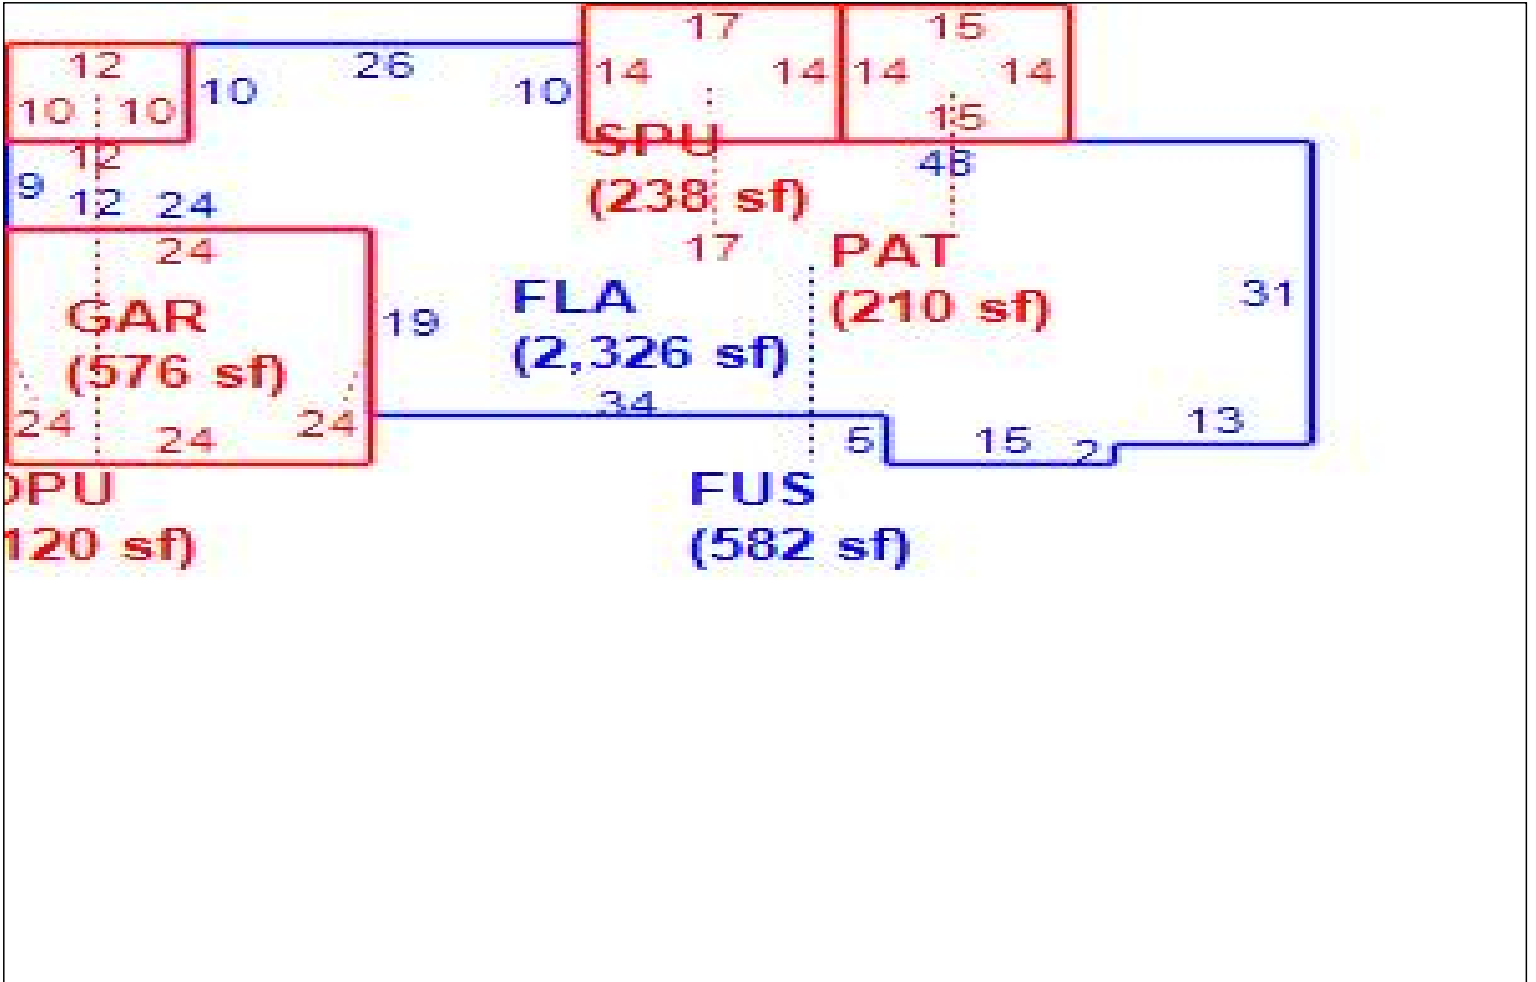 17 15
12 26
10 10 10 10 14 14 14 14
15
12 48
9 12 24
24 17
SPU
(238 sf)
PAT
(210 sf)
31
GAR
(576 sf)
19
FLA
(2,326 sf)
34
24 24 24
5 15 2 13
PU
120 sf)
FUS
(582 sf)